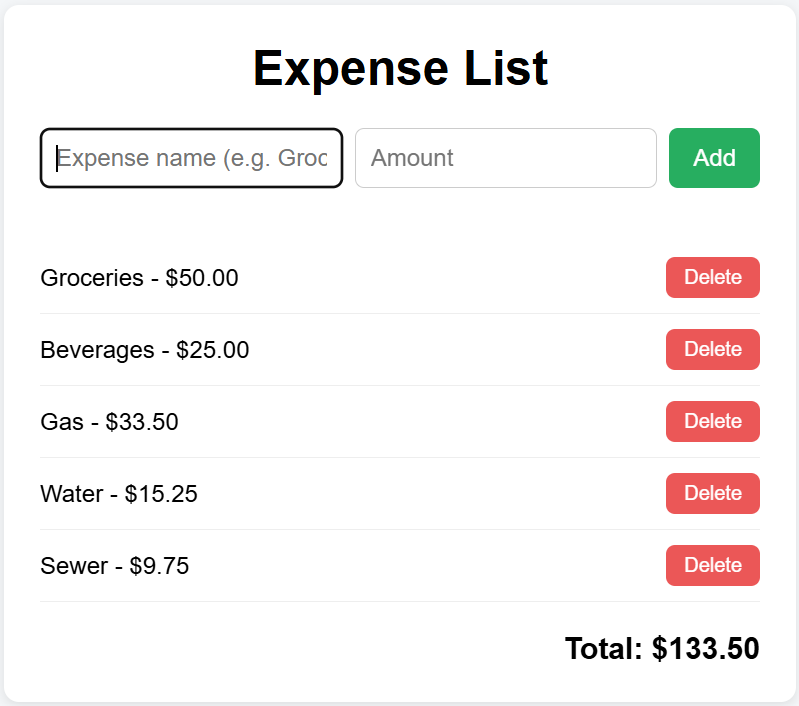 Expense List
Expense name (e.g. Groc
Amount
Add
Groceries - $50.00
Delete
Beverages - $25.00
Delete
Gas - $33.50
Delete
Water - $15.25
Delete
Sewer - $9.75
Delete
Total: $133.50